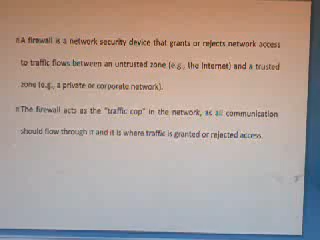 A firewall is a network security device that grants or rejects network access
to traffic flows between an untrusted zone (e.g., the Internet) and a trusted
zone (e.g., a private or corporate network).
The firewall acts as the "traffic cop" in the network, as all communication
should flow through it and it is where traffic is granted or rejected access.